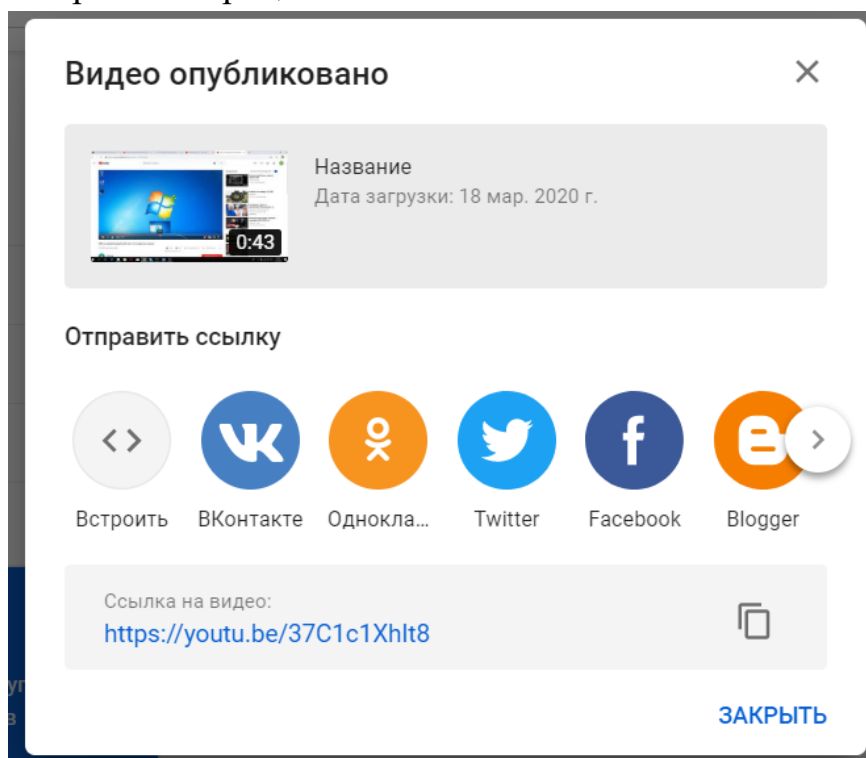 Видео опубликовано
Название
Дата загрузки: 18 мар. 2020 г.
0:43
Отправить ссылку
Встроить ВКонтакте Однокла... Twitter Facebook Blogger
Ссылка на видео:
https://youtu.be/37C1c1XhIt8
ЗАКРЫТЬ